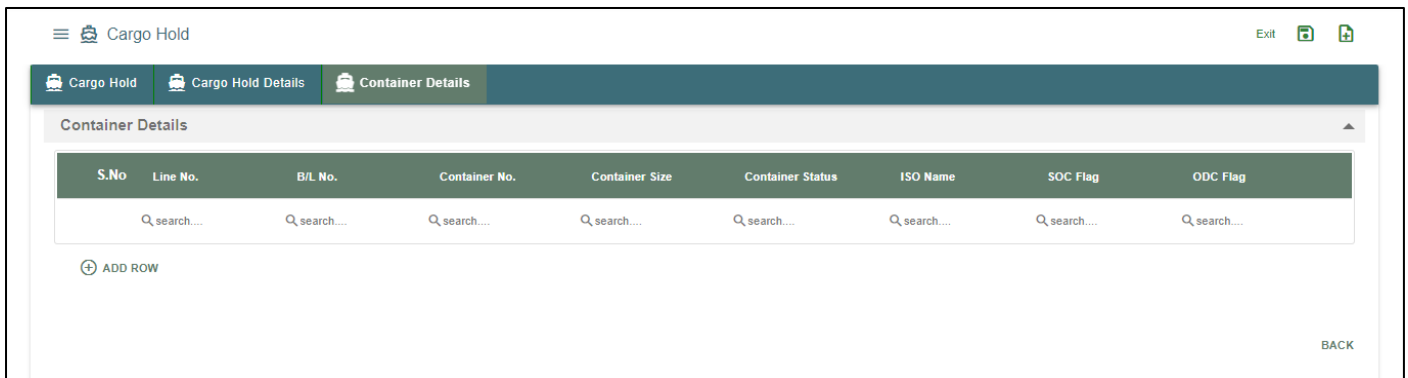 Cargo Hold
Exit
Cargo Hold Cargo Hold Details Container Details
Container Details
S.No Line No. B/L No. Container No. Container Size Container Status ISO Name SOC Flag ODC Flag
search.... search.... search.... search.... search.... search.... search.... search....
ADD ROW
BACK